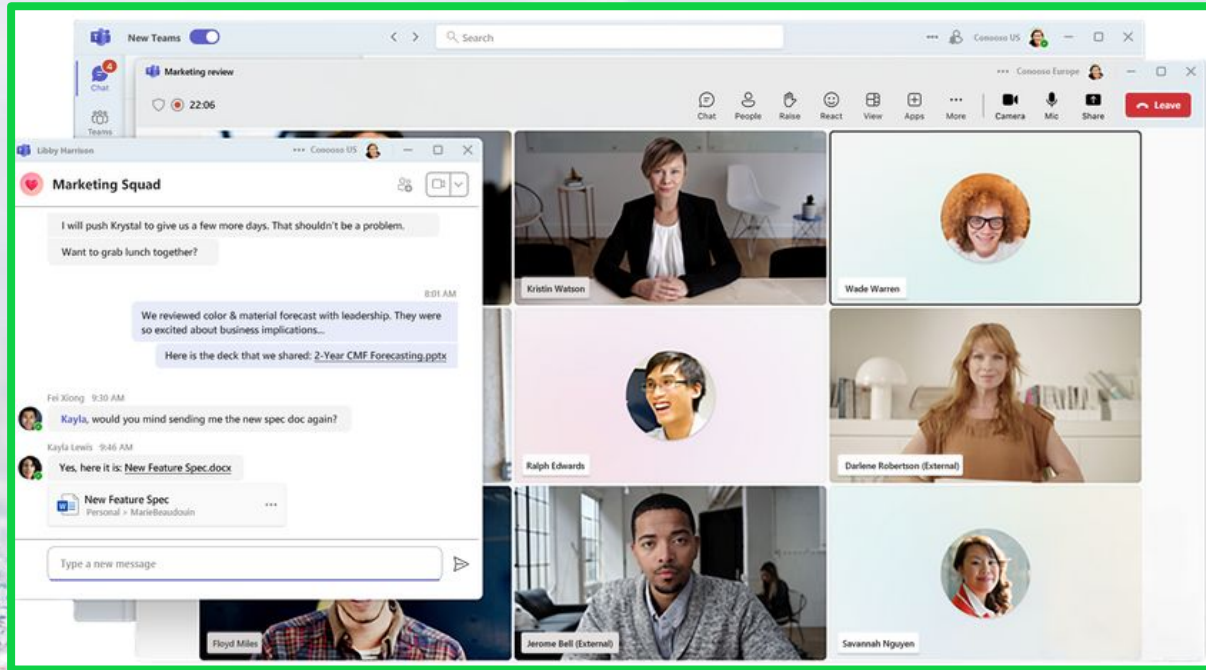 New Teams
Search
Conooso US
4
Chat
Teams
Marketing review
Conooso Europe
22:06
Chat
People
Raise
React
View
Apps
More
Camera
Mic
Share
Leave
Libby Harrison
Conooso US
Marketing Squad
I will push Krystal to give us a few more days. That shouldn't be a problem.
Want to grab lunch together?
8:01 AM
We reviewed color & material forecast with leadership. They were
so excited about business implications...
Here is the deck that we shared: 2-Year CMF Forecasting.pptx
Fei Xiong 9:30 AM
Kayla, would you mind sending me the new spec doc again?
Kayla Lewis 9:46 AM
Yes, here it is: New Feature Spec.docx
New Feature Spec
Personal > MarieBeaudouin
Type a new message
Kristin Watson
Wade Warren
Ralph Edwards
Darlene Robertson (External)
Floyd Miles
Jerome Bell (External)
Savannah Nguyen